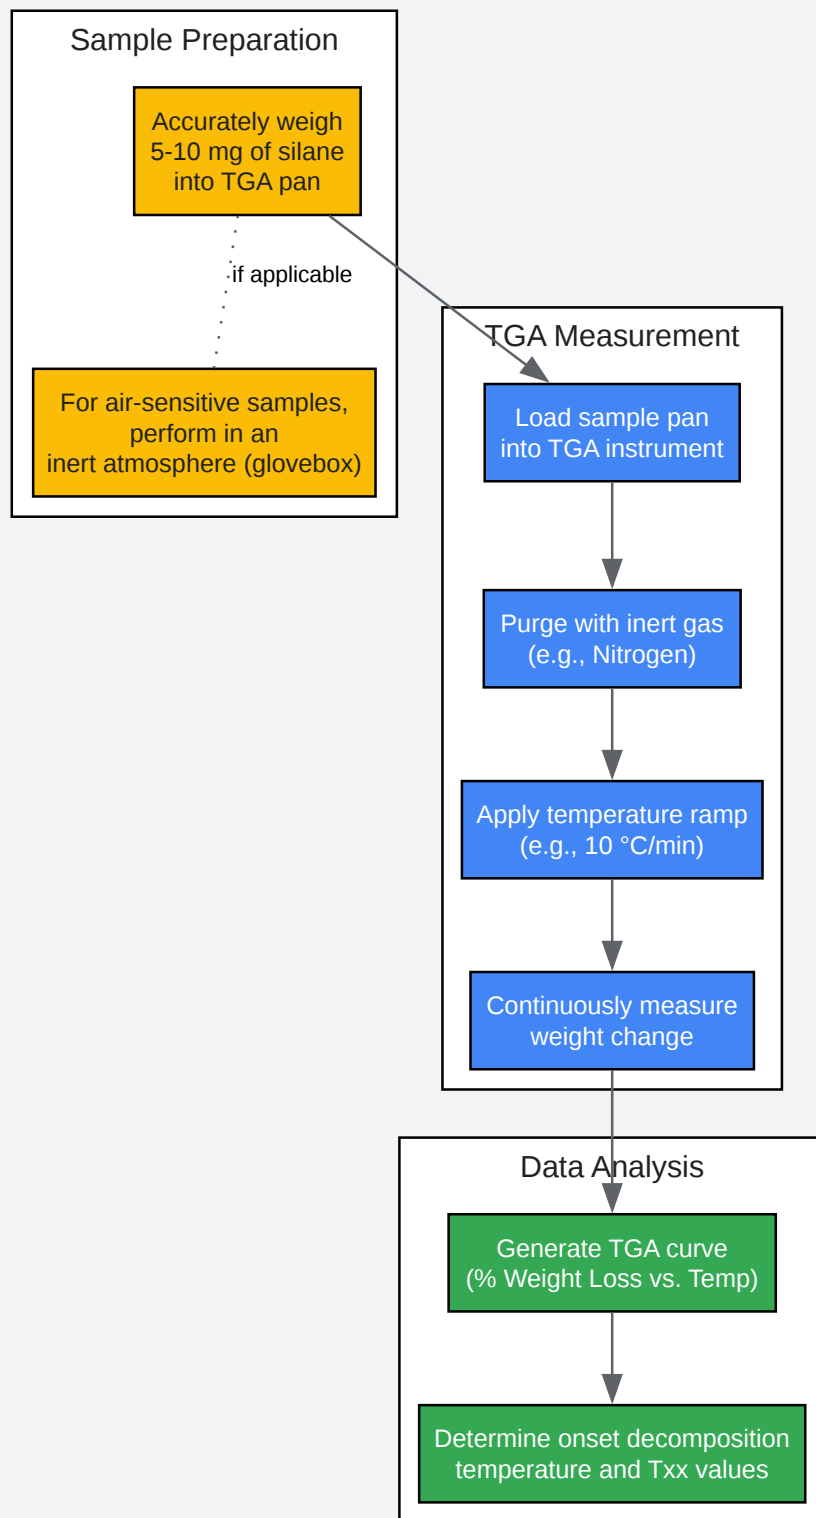 Sample Preparation
Accurately weigh
5-10 mg of silane
into TGA pan
if applicable
For air-sensitive samples,
perform in an
inert atmosphere (glovebox)
TGA Measurement
Load sample pan
into TGA instrument
Purge with inert gas
(e.g., Nitrogen)
Apply temperature ramp
(e.g., 10 °C/min)
Continuously measure
weight change
Data Analysis
Generate TGA curve
(% Weight Loss vs. Temp)
Determine onset decomposition
temperature and Txx values